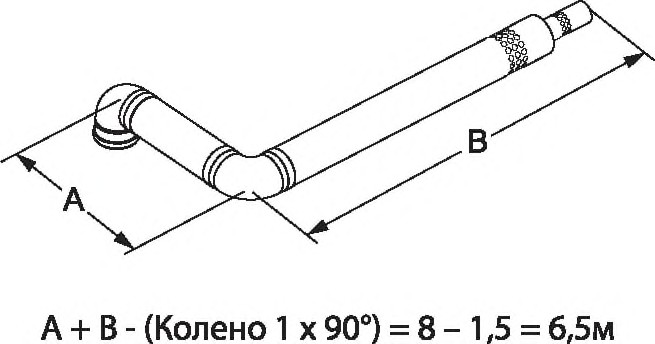 B
A
A + B - (Колено 1 x 90°) = 8 – 1,5 = 6,5м